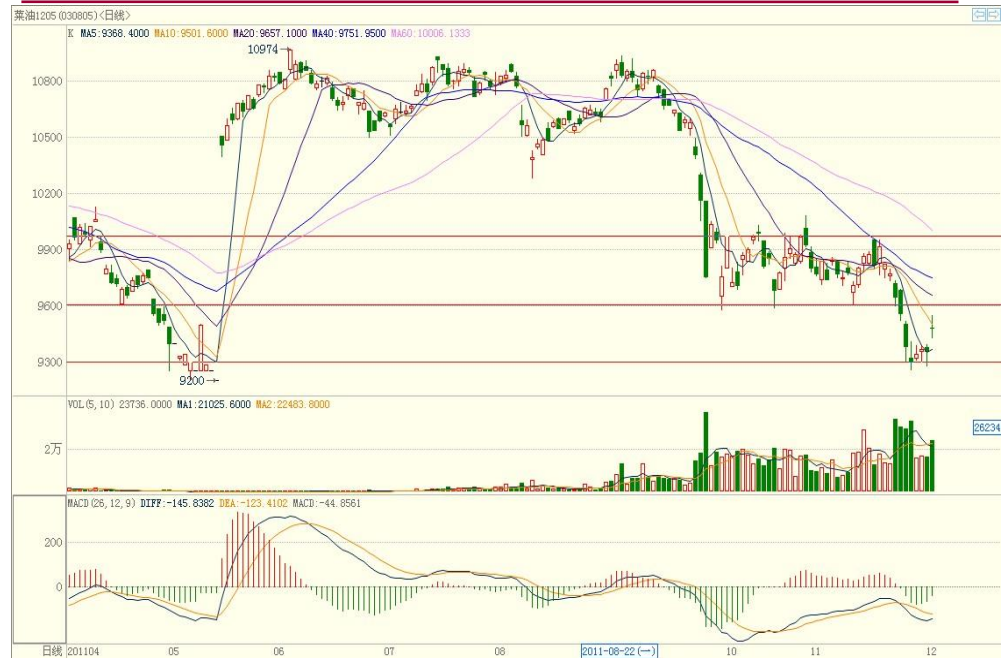 菜油1205(030805)<日线>
K MA5:9368.4000 MA10:9501.6000 MA20:9657.1000 MA40:9751.9500 MA60:10006.1333
10974
10800
10500
10200
9900
9600
9300
9200
VOL(5,10) 23736.0000 MA1:21025.6000 MA2:22483.8000
26234
2万
MACD(26,12,9) DIFF:-145.8382 DEA:-123.4102 MACD:-44.8561
200
0
日线 201104 05 06 07 08 2011-08-22(一) 10 11 12